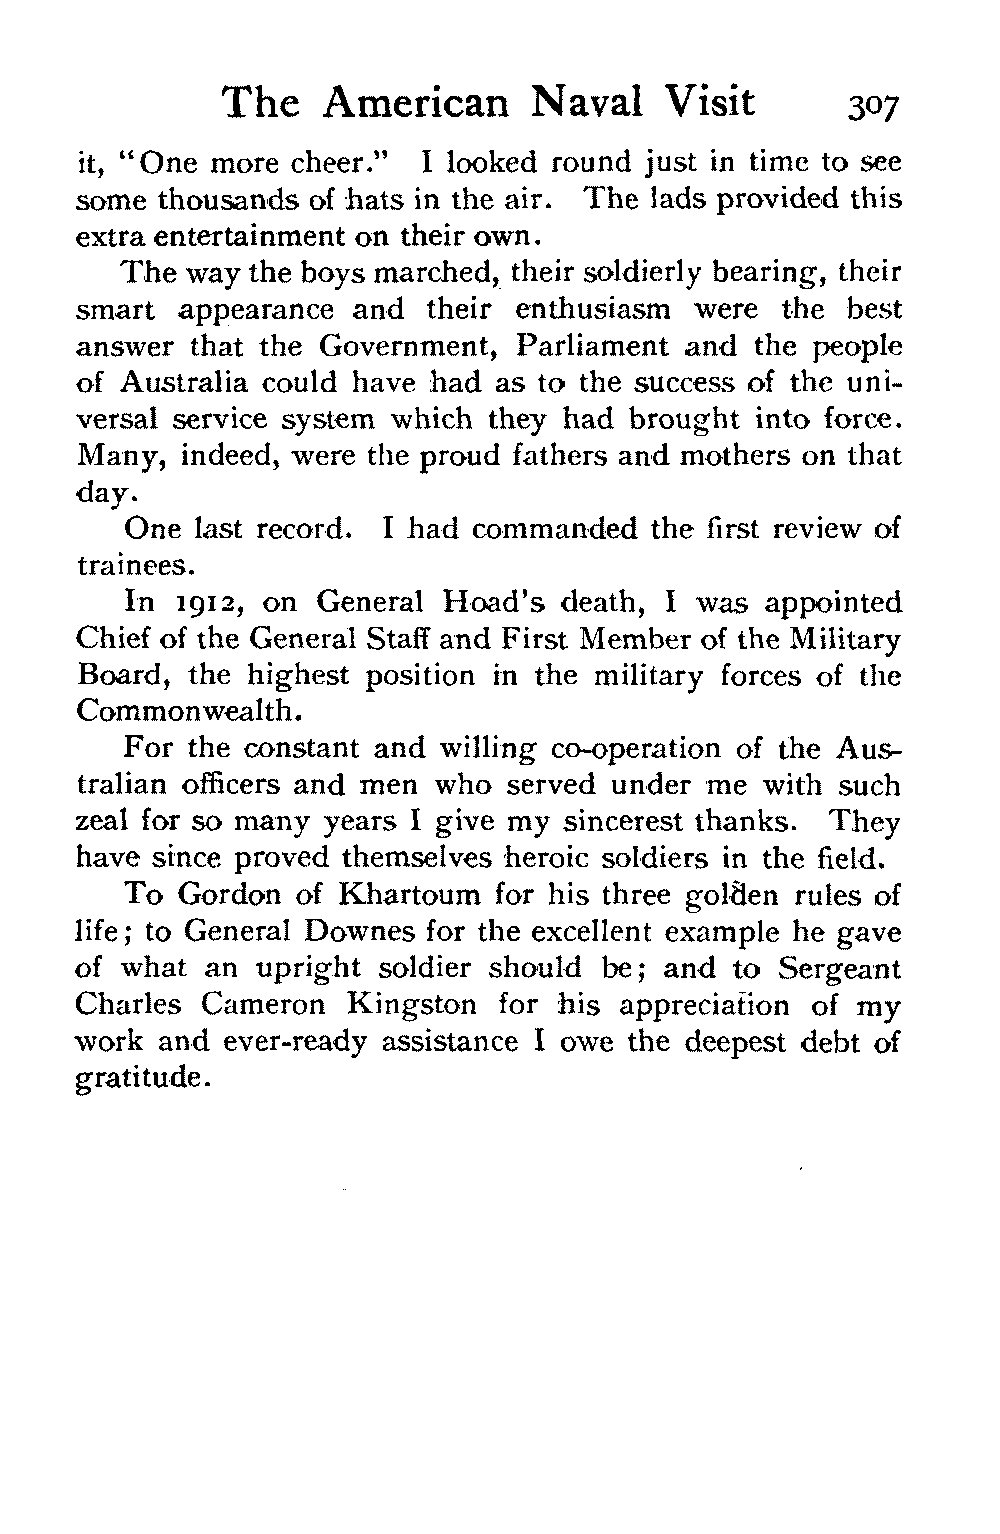 The American Naval Visit 307
it, "One more cheer." I looked round just in time to see
some thousands of hats in the air. The lads provided this
extra entertainment on their own.
The way the boys marched, their soldierly bearing, their
smart appearance and their enthusiasm were the best
answer that the Government, Parliament and the people
of Australia could have had as to the success of the uni-
versal service system which they had brought into force.
Many, indeed, were the proud fathers and mothers on that
day.
One last record. I had commanded the first review of
trainees.
In 1912, on General Hoad's death, I was appointed
Chief of the General Staff and First Member of the Military
Board, the highest position in the military forces of the
Commonwealth.
For the constant and willing co-operation of the Aus-
tralian officers and men who served under me with such
zeal for so many years I give my sincerest thanks. They
have since proved themselves heroic soldiers in the field.
To Gordon of Khartoum for his three golden rules of
life; to General Downes for the excellent example he gave
of what an upright soldier should be; and to Sergeant
Charles Cameron Kingston for his appreciation of my
work and ever-ready assistance I owe the deepest debt of
gratitude.